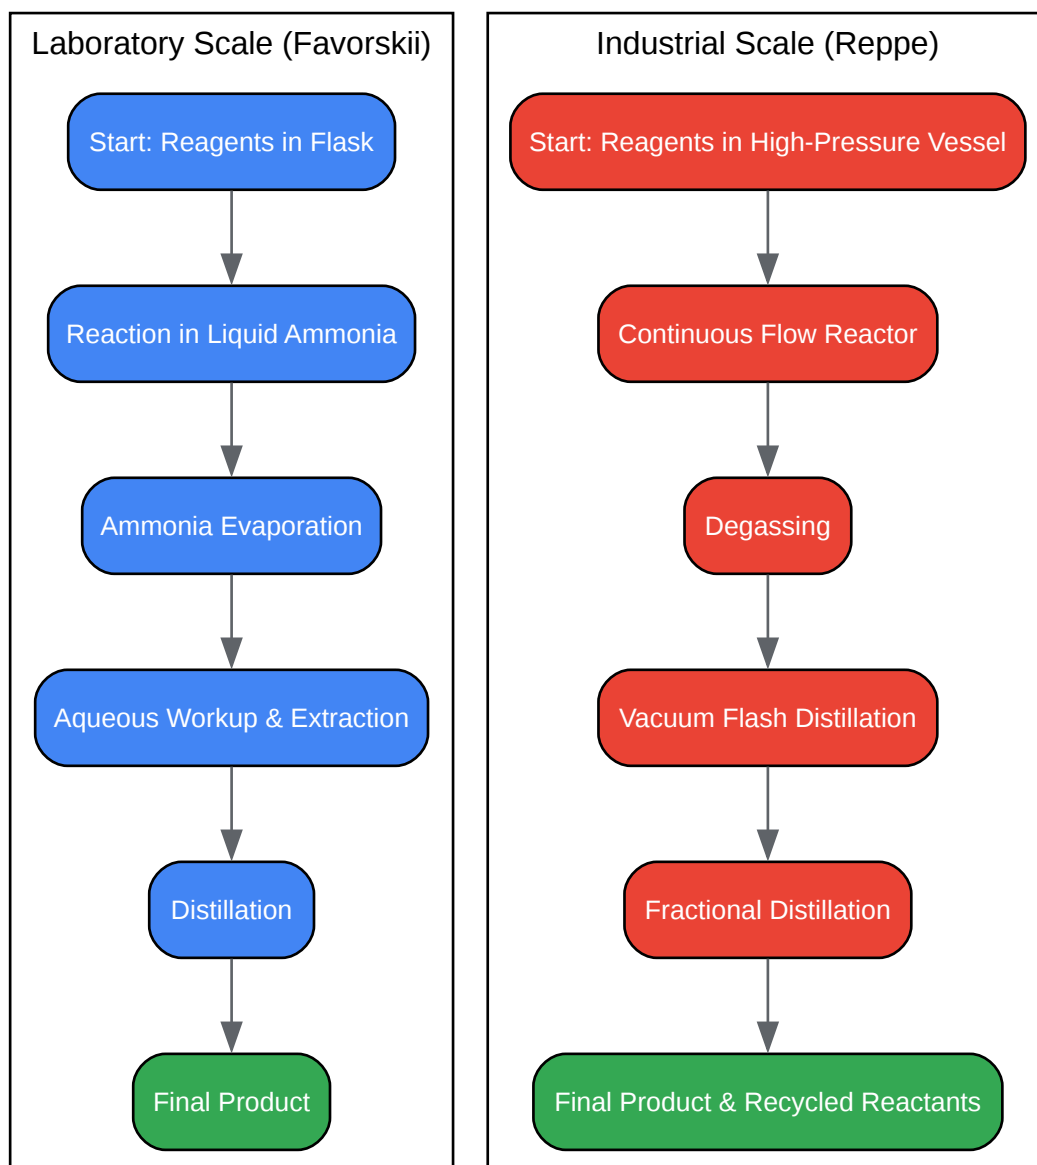 Laboratory Scale (Favorskii)
Start: Reagents in Flask
Reaction in Liquid Ammonia
Ammonia Evaporation
Aqueous Workup & Extraction
Distillation
Final Product
Industrial Scale (Reppe)
Start: Reagents in High-Pressure Vessel
Continuous Flow Reactor
Degassing
Vacuum Flash Distillation
Fractional Distillation
Final Product & Recycled Reactants